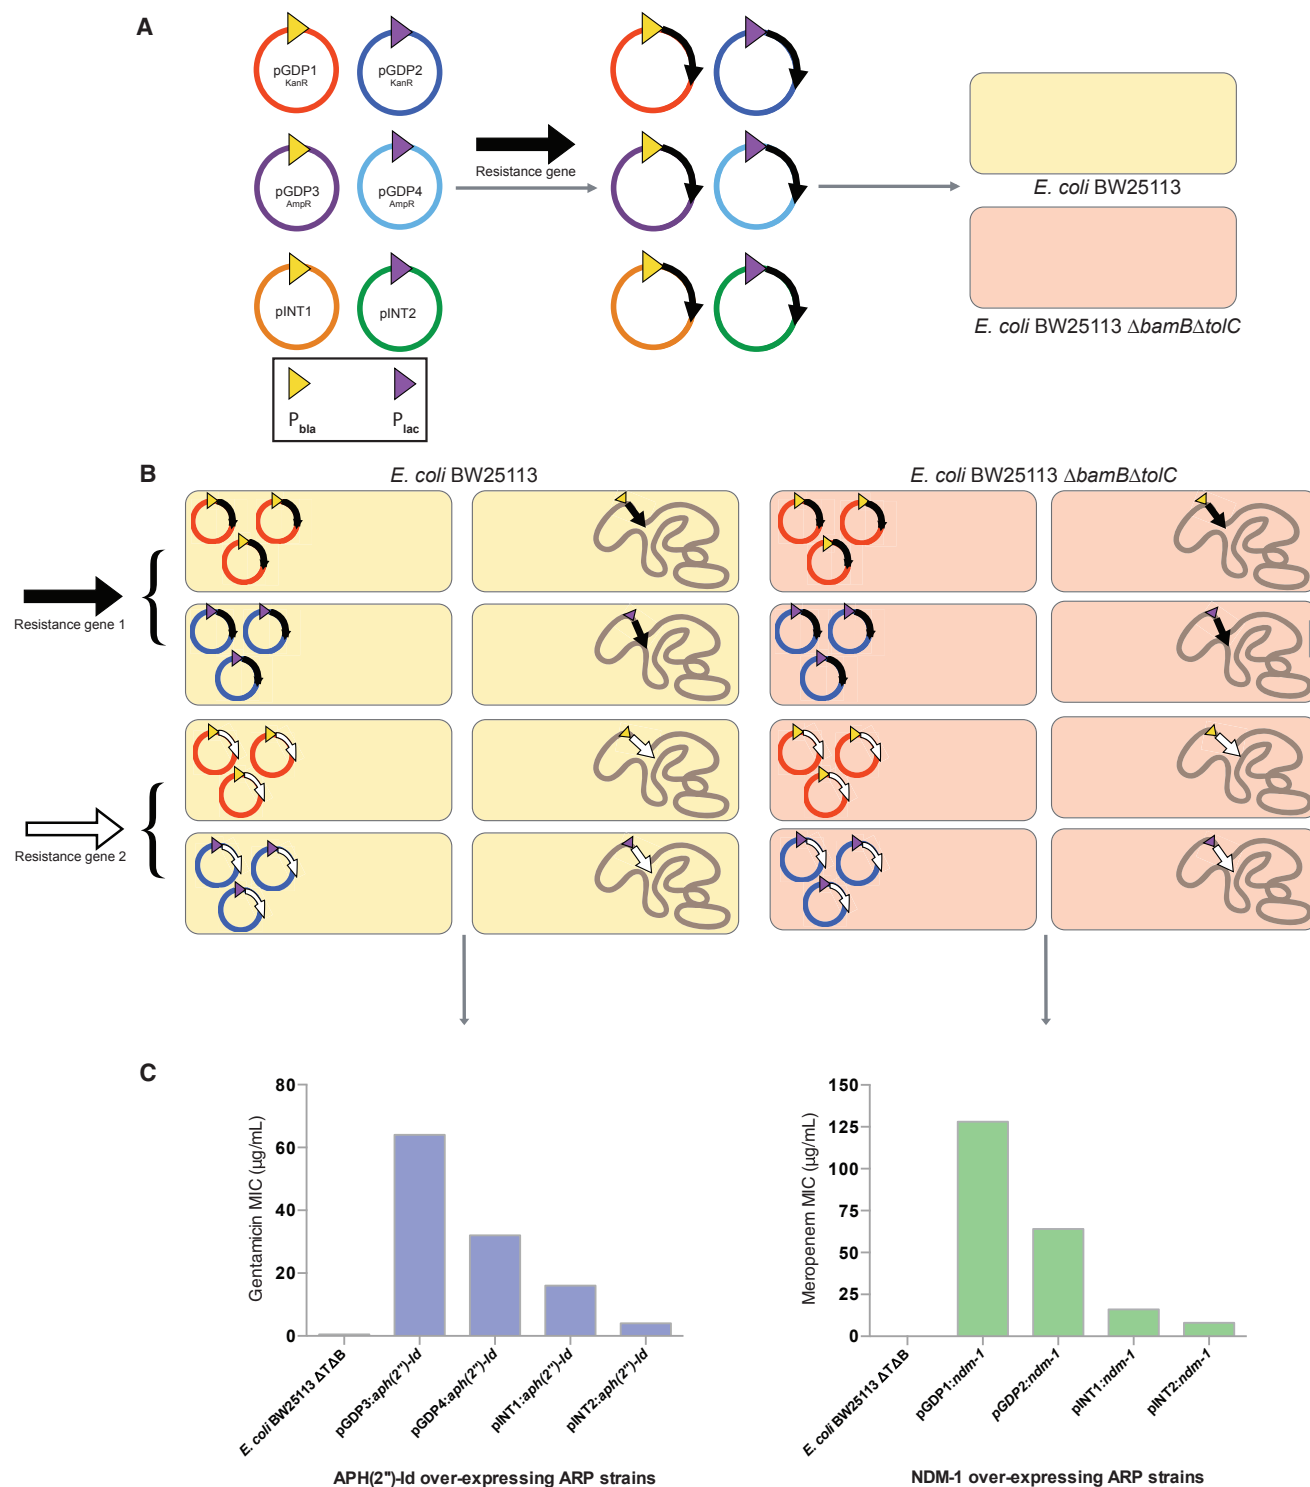 A
pGDP1
KanR
pGDP2
KanR
pGDP3
AmpR
pGDP4
AmpR
Resistance gene
pINT1
pINT2
P bla
P lac
E. coli BW25113
E. coli BW25113 ΔbamBΔtolC
B
E. coli BW25113
E. coli BW25113 ΔbamBΔtolC
Resistance gene 1
Resistance gene 2
C
Gentamicin MIC (µg/mL)
80
60
40
20
0
E. coli BW25113 ΔTΔB
pGDP3:aph(2")-Id
pGDP4:aph(2")-Id
pINT1:aph(2")-Id
pINT2:aph(2")-Id
APH(2")-Id over-expressing ARP strains
Meropenem MIC (µg/mL)
150
125
100
75
50
25
0
E. coli BW25113 ΔTΔB
pGDP1:ndm-1
pGDP2:ndm-1
pINT1:ndm-1
pINT2:ndm-1
NDM-1 over-expressing ARP strains